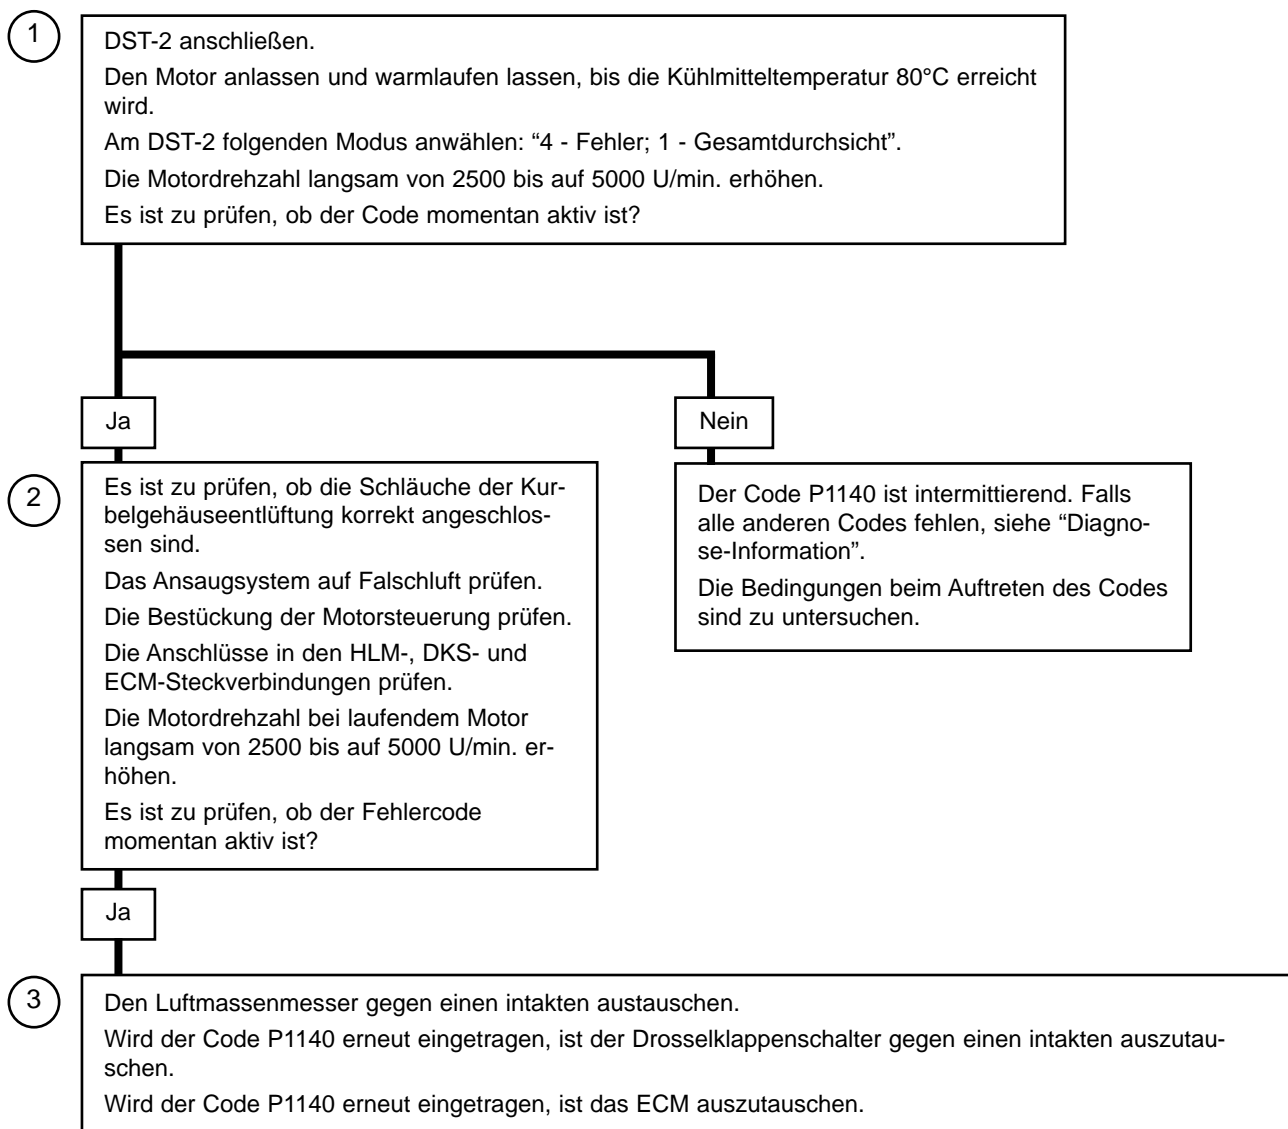 1
DST-2 anschließen.
Den Motor anlassen und warmlaufen lassen, bis die Kühlmitteltemperatur 80°C erreicht
wird.
Am DST-2 folgenden Modus anwählen: “4 - Fehler; 1 - Gesamtdurchsicht”.
Die Motordrehzahl langsam von 2500 bis auf 5000 U/min. erhöhen.
Es ist zu prüfen, ob der Code momentan aktiv ist?
Ja
Nein
2
Es ist zu prüfen, ob die Schläuche der Kur-
belgehäuseentlüftung korrekt angeschlos-
sen sind.
Das Ansaugsystem auf Falschluft prüfen.
Die Bestückung der Motorsteuerung prüfen.
Die Anschlüsse in den HLM-, DKS- und
ECM-Steckverbindungen prüfen.
Die Motordrehzahl bei laufendem Motor
langsam von 2500 bis auf 5000 U/min. er-
höhen.
Es ist zu prüfen, ob der Fehlercode
momentan aktiv ist?
Der Code P1140 ist intermittierend. Falls
alle anderen Codes fehlen, siehe “Diagno-
se-Information”.
Die Bedingungen beim Auftreten des Codes
sind zu untersuchen.
Ja
3
Den Luftmassenmesser gegen einen intakten austauschen.
Wird der Code P1140 erneut eingetragen, ist der Drosselklappenschalter gegen einen intakten auszutau-
schen.
Wird der Code P1140 erneut eingetragen, ist das ECM auszutauschen.